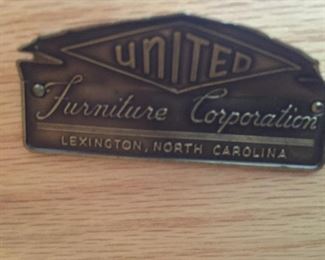 UNITED
Furniture Corporation
LEXINGTON, NORTH CAROLINA